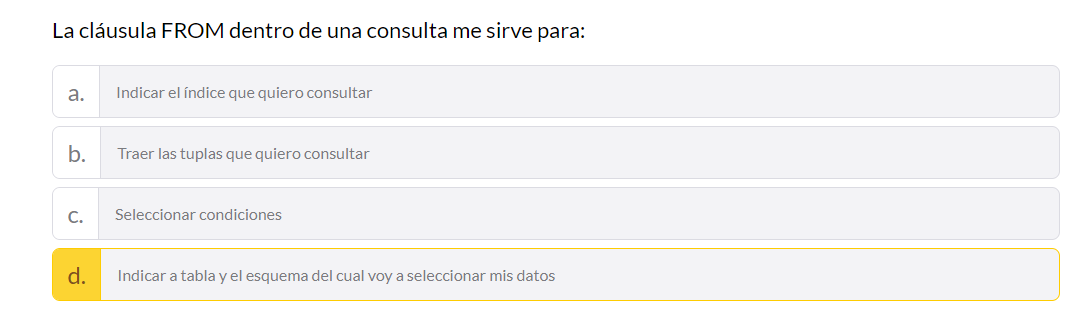 La cláusula FROM dentro de una consulta me sirve para:
a. Indicar el índice que quiero consultar
b. Traer las tuplas que quiero consultar
c. Seleccionar condiciones
d. Indicar a tabla y el esquema del cual voy a seleccionar mis datos